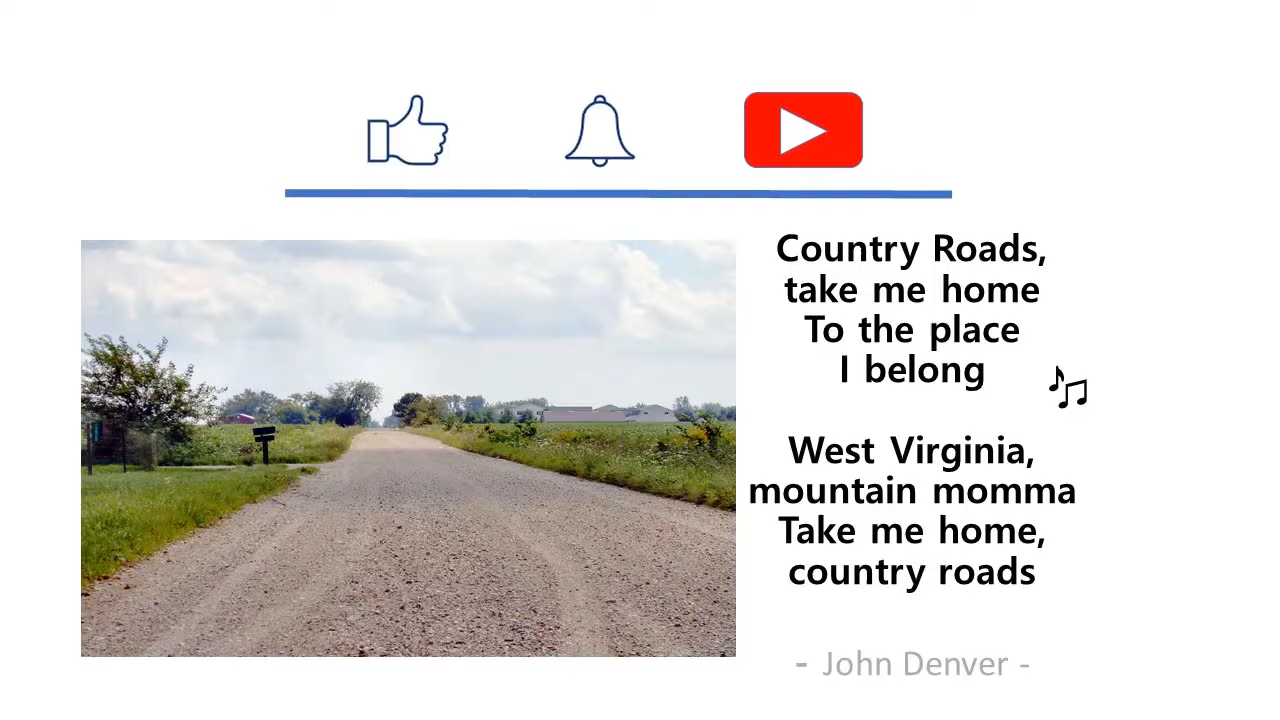 Country Roads,
take me home
To the place
I belong
West Virginia,
mountain momma
Take me home,
country roads
- John Denver -